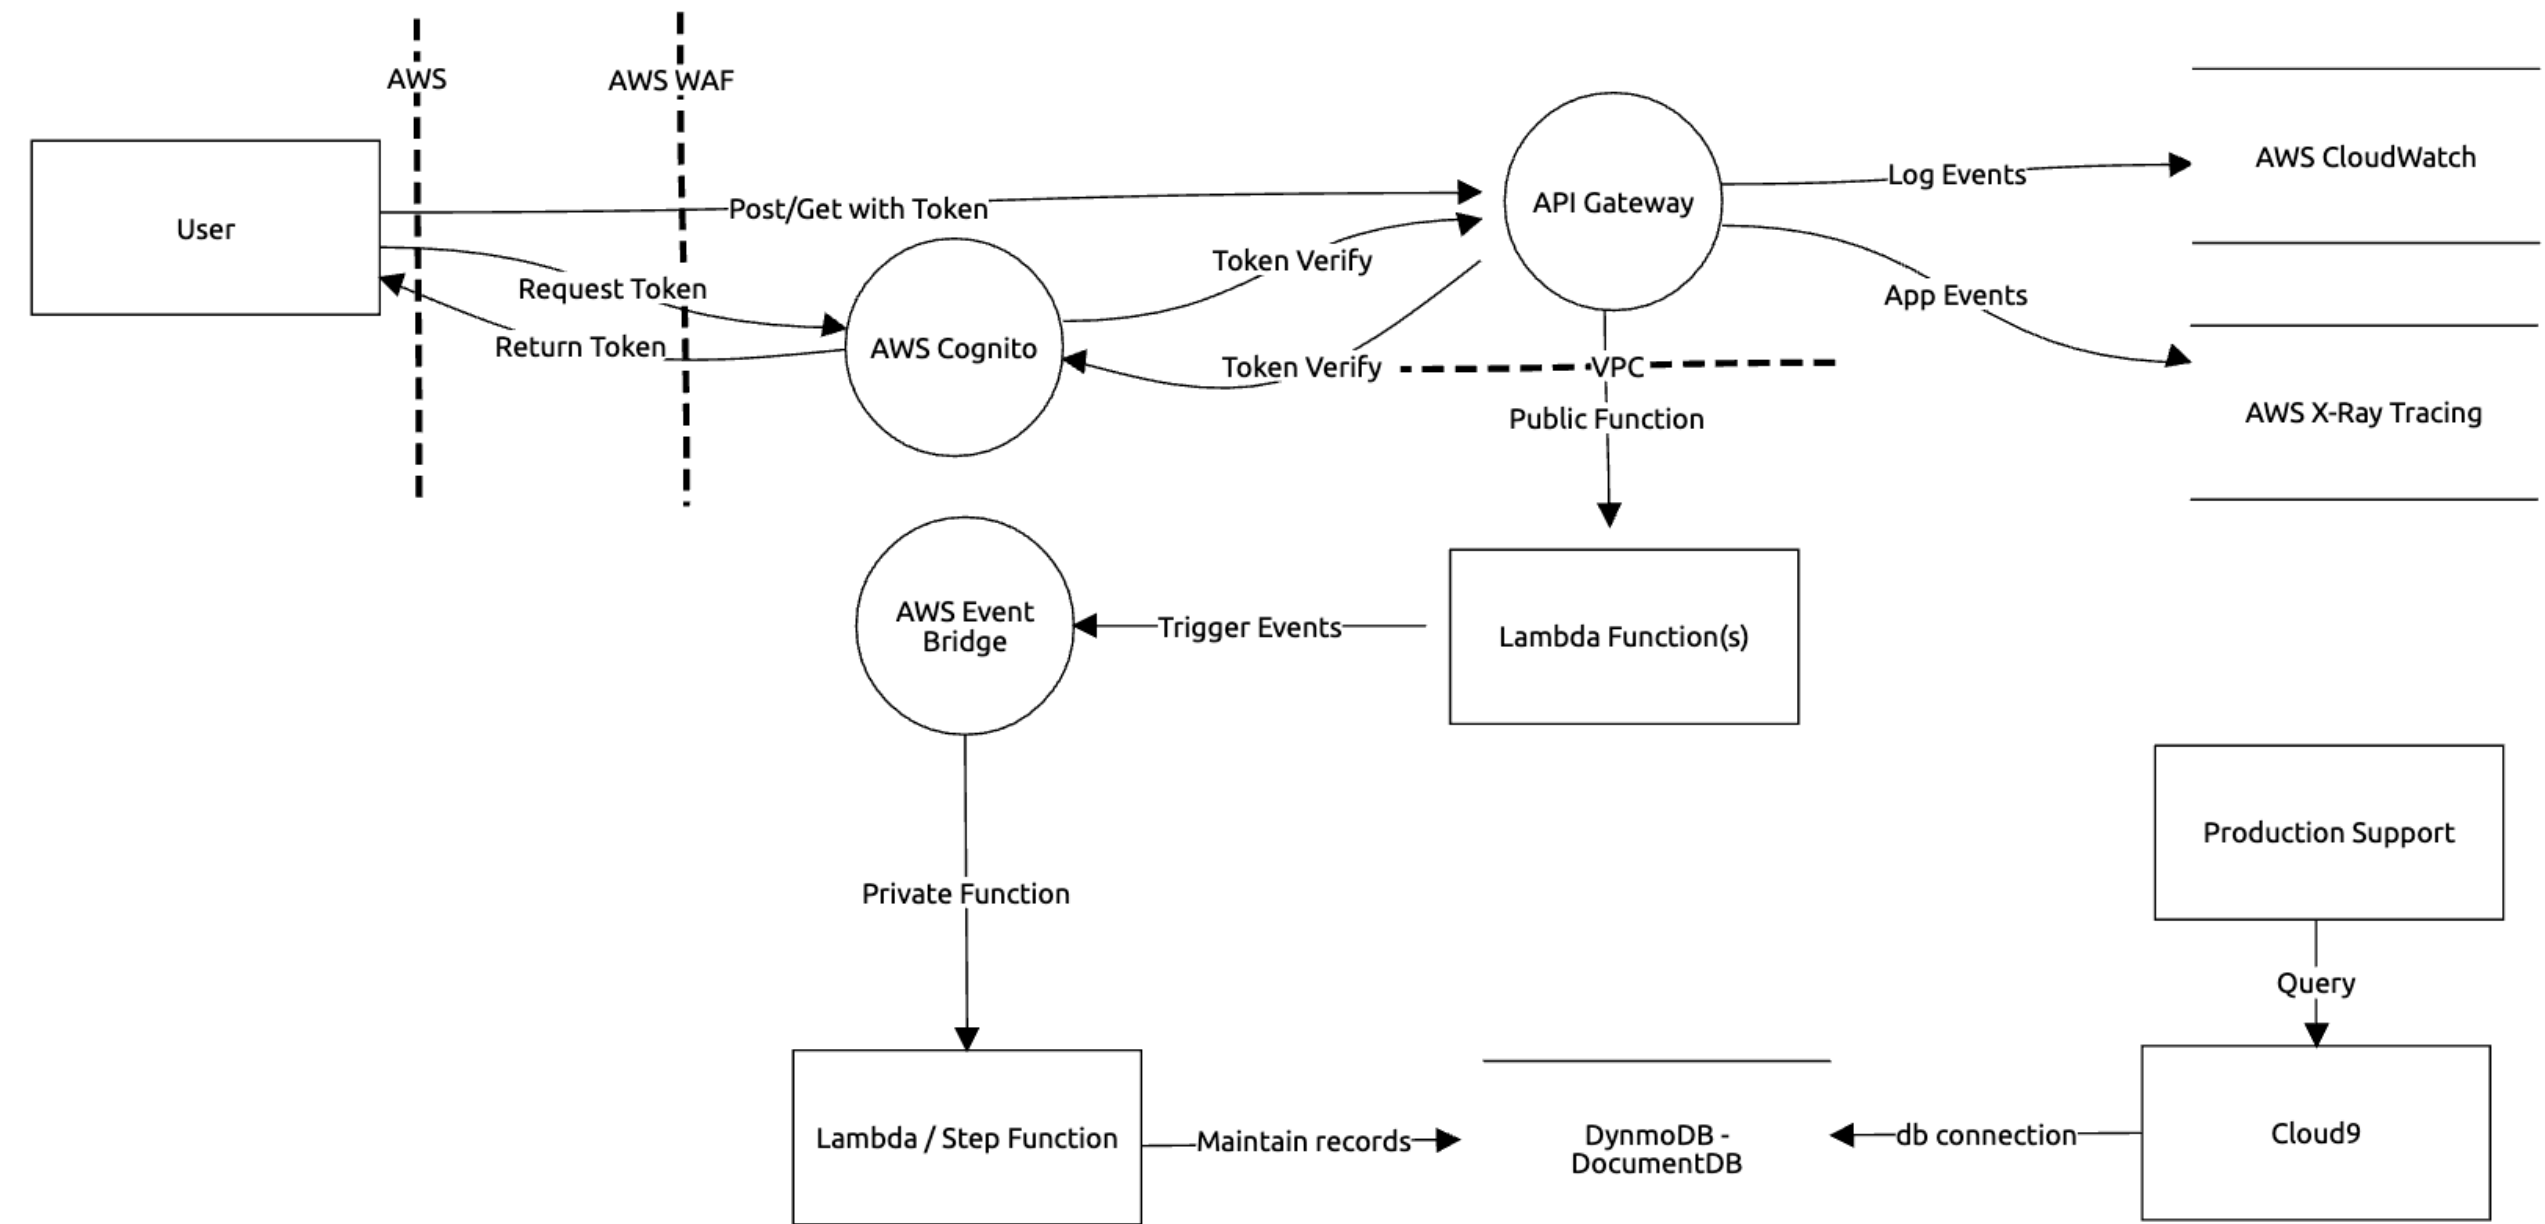 AWS
AWS WAF
User
Post/Get with Token
Request Token
Return Token
AWS Cognito
Token Verify
Token Verify
API Gateway
Log Events
AWS CloudWatch
App Events
AWS X-Ray Tracing
VPC
Public Function
Lambda Function(s)
Trigger Events
AWS Event
Bridge
Private Function
Lambda / Step Function
Maintain records
DynmoDB -
DocumentDB
db connection
Cloud9
Query
Production Support